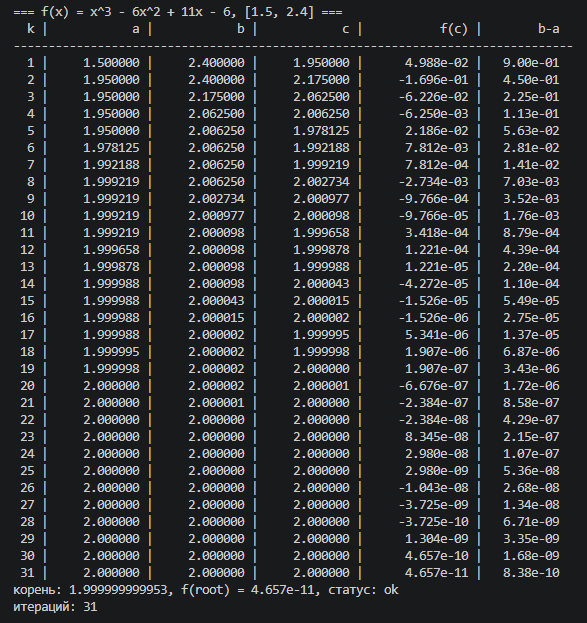 === f(x) = x^3 - 6x^2 + 11x - 6, [1.5, 2.4] ===
k | a | b | c | f(c) | b-a
--------------------------------------------------------------------------------
1 | 1.500000 | 2.400000 | 1.950000 | 4.988e-02 | 9.00e-01
2 | 1.950000 | 2.400000 | 2.175000 | -1.696e-01 | 4.50e-01
3 | 1.950000 | 2.175000 | 2.062500 | -6.226e-02 | 2.25e-01
4 | 1.950000 | 2.062500 | 2.006250 | -6.250e-03 | 1.13e-01
5 | 1.950000 | 2.006250 | 1.978125 | 2.186e-02 | 5.63e-02
6 | 1.978125 | 2.006250 | 1.992188 | 7.812e-03 | 2.81e-02
7 | 1.992188 | 2.006250 | 1.999219 | 7.812e-04 | 1.41e-02
8 | 1.999219 | 2.006250 | 2.002734 | -2.734e-03 | 7.03e-03
9 | 1.999219 | 2.002734 | 2.000977 | -9.766e-04 | 3.52e-03
10 | 1.999219 | 2.000977 | 2.000098 | -9.766e-05 | 1.76e-03
11 | 1.999219 | 2.000098 | 1.999658 | 3.418e-04 | 8.79e-04
12 | 1.999658 | 2.000098 | 1.999878 | 1.221e-04 | 4.39e-04
13 | 1.999878 | 2.000098 | 1.999988 | 1.221e-05 | 2.20e-04
14 | 1.999988 | 2.000098 | 2.000043 | -4.272e-05 | 1.10e-04
15 | 1.999988 | 2.000043 | 2.000015 | -1.526e-05 | 5.49e-05
16 | 1.999988 | 2.000015 | 2.000002 | -1.526e-06 | 2.75e-05
17 | 1.999988 | 2.000002 | 1.999995 | 5.341e-06 | 1.37e-05
18 | 1.999995 | 2.000002 | 1.999998 | 1.907e-06 | 6.87e-06
19 | 1.999998 | 2.000002 | 2.000000 | 1.907e-07 | 3.43e-06
20 | 2.000000 | 2.000002 | 2.000001 | -6.676e-07 | 1.72e-06
21 | 2.000000 | 2.000001 | 2.000000 | -2.384e-07 | 8.58e-07
22 | 2.000000 | 2.000000 | 2.000000 | -2.384e-08 | 4.29e-07
23 | 2.000000 | 2.000000 | 2.000000 | 8.345e-08 | 2.15e-07
24 | 2.000000 | 2.000000 | 2.000000 | 2.980e-08 | 1.07e-07
25 | 2.000000 | 2.000000 | 2.000000 | 2.980e-09 | 5.36e-08
26 | 2.000000 | 2.000000 | 2.000000 | -1.043e-08 | 2.68e-08
27 | 2.000000 | 2.000000 | 2.000000 | -3.725e-09 | 1.34e-08
28 | 2.000000 | 2.000000 | 2.000000 | -3.725e-10 | 6.71e-09
29 | 2.000000 | 2.000000 | 2.000000 | 1.304e-09 | 3.35e-09
30 | 2.000000 | 2.000000 | 2.000000 | 4.657e-10 | 1.68e-09
31 | 2.000000 | 2.000000 | 2.000000 | 4.657e-11 | 8.38e-10
корень: 1.999999999953, f(root) = 4.657e-11, статус: ok
итераций: 31